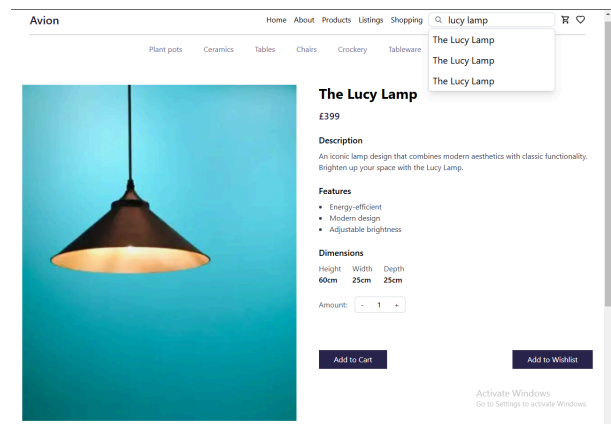 Avion
Home About Products Listings Shopping lucy lamp
The Lucy Lamp
The Lucy Lamp
The Lucy Lamp
Plant pots Ceramics Tables Chairs Crockery Tableware
The Lucy Lamp
£399
Description
An iconic lamp design that combines modern aesthetics with classic functionality.
Brighten up your space with the Lucy Lamp.
Features
• Energy-efficient
• Modern design
• Adjustable brightness
Dimensions
Height Width Depth
60cm 25cm 25cm
Amount: - 1 +
Add to Cart Add to Wishlist
Activate Windows
Go to Settings to activate Windows.